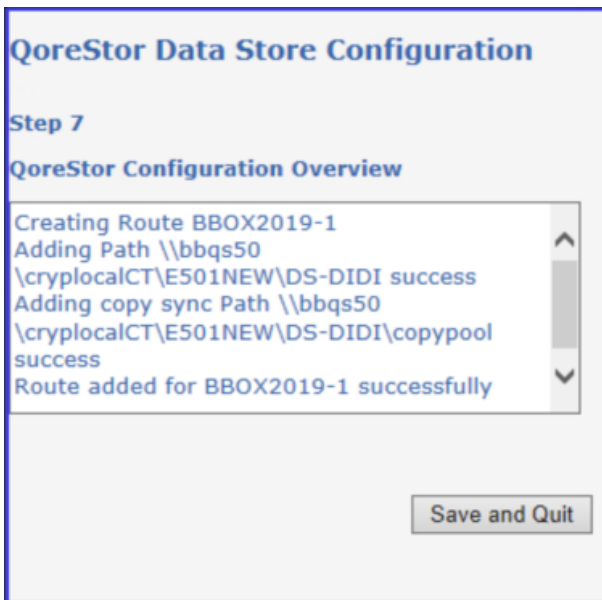 QoreStor Data Store Configuration
Step 7
QoreStor Configuration Overview
Creating Route BBOX2019-1
Adding Path \\bbqs50
\cryplocalCT\E501NEW\DS-DIDI success
Adding copy sync Path \\bbqs50
\cryplocalCT\E501NEW\DS-DIDI\copypool
success
Route added for BBOX2019-1 successfully
Save and Quit